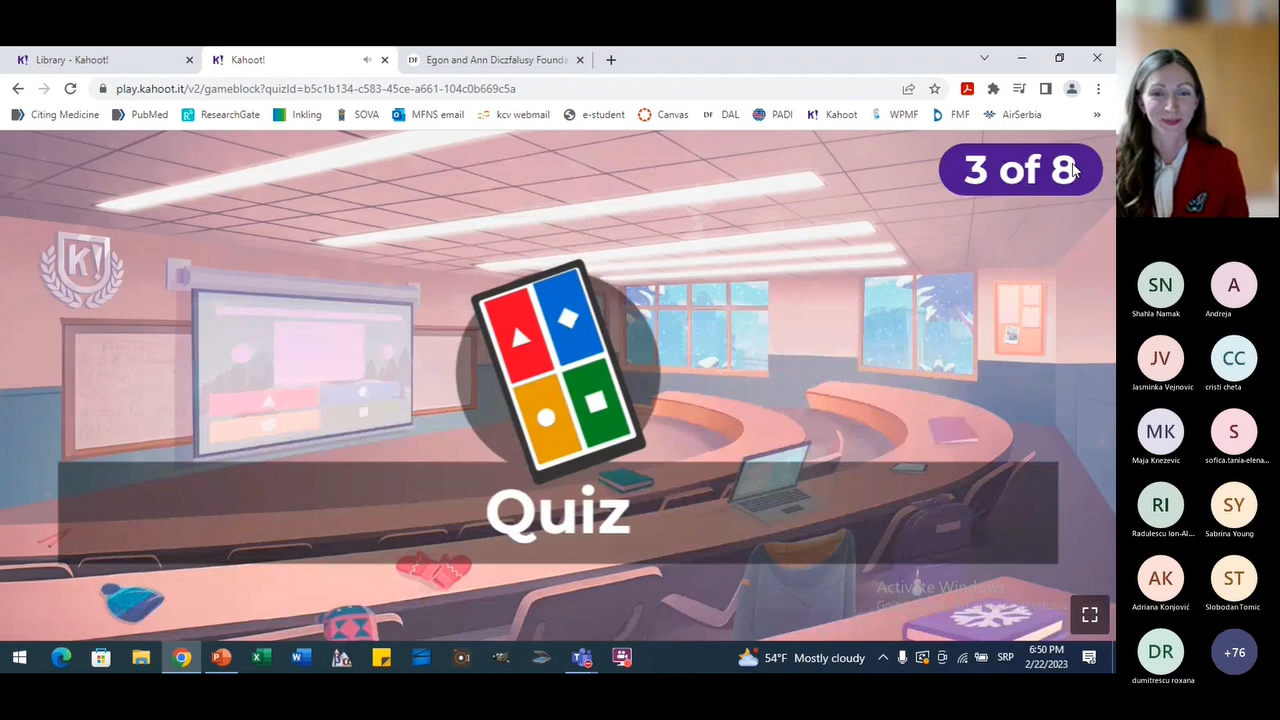 Library - Kahoot!
Kahoot!
DF Egon and Ann Diczfalusy Founda
play.kahoot.it/v2/gameblock?quizId=b5c1b134-c583-45ce-a661-104c0b669c5a
Citing Medicine PubMed ResearchGate Inkling SOVA MFNS email kcv webmail e-student Canvas DF DAL PADI K! Kahoot WPMF FMF AirSerbia »
3 of 8
K!
Quiz
Activate Windows
54°F Mostly cloudy
SRP
6:50 PM
2/22/2023
SN
Shahla Namak
A
Andreja
JV
Jasminka Vejnovic
CC
cristi cheta
MK
Maja Knezevic
S
sofica.tania-elena...
RI
Radulescu Ion-Al...
SY
Sabrina Young
AK
Adriana Konjović
ST
Slobodan Tomic
DR
dumitrescu roxana
+76